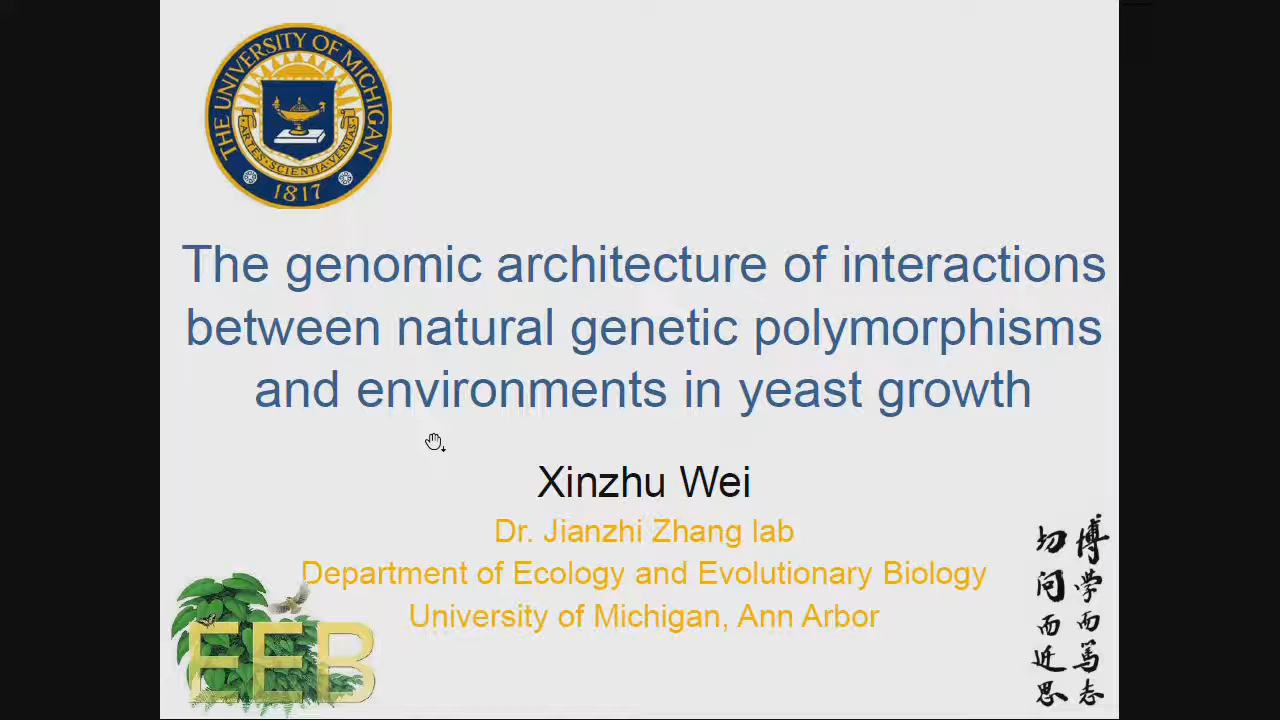 THE UNIVERSITY OF MICHIGAN
ARTES · SCIENTIA · VERITAS
1817
The genomic architecture of interactions
between natural genetic polymorphisms
and environments in yeast growth
Xinzhu Wei
Dr. Jianzhi Zhang lab
Department of Ecology and Evolutionary Biology
University of Michigan, Ann Arbor
EEB
博学而篤志
切问而近思